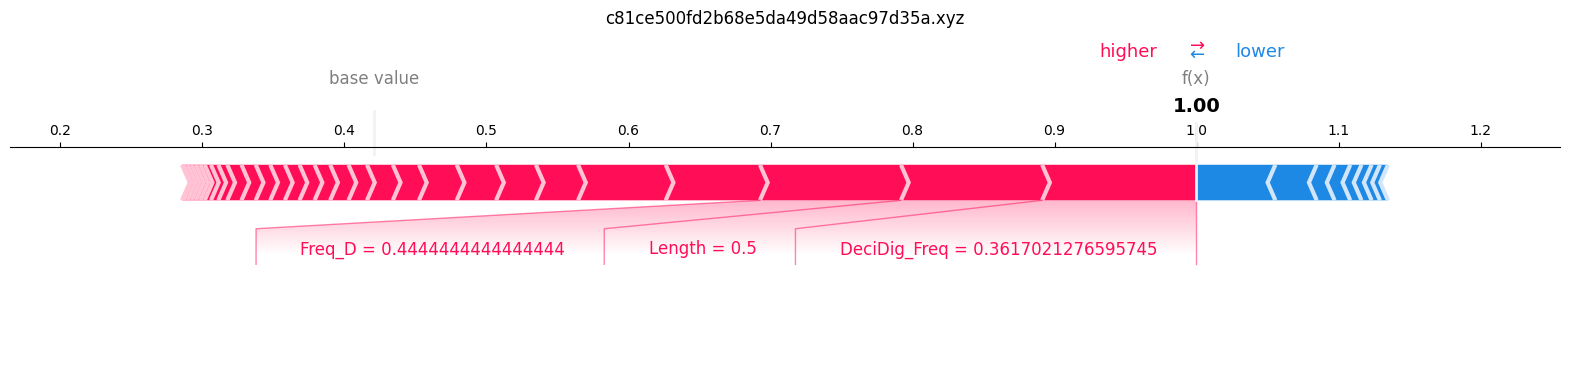 c81ce500fd2b68e5da49d58aac97d35a.xyz
higher ⇄ lower
base value f(x)
1.00
0.2 0.3 0.4 0.5 0.6 0.7 0.8 0.9 1.0 1.1 1.2
Freq_D = 0.4444444444444444 Length = 0.5 DeciDig_Freq = 0.3617021276595745